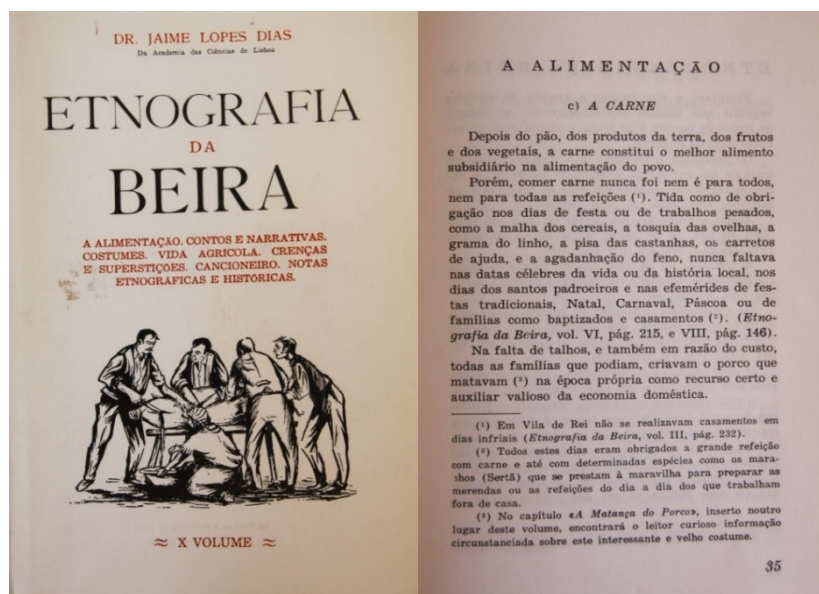 DR. JAIME LOPES DIAS
Da Academia das Ciências de Lisboa
ETNOGRAFIA
DA
BEIRA
A ALIMENTAÇÃO. CONTOS E NARRATIVAS.
COSTUMES. VIDA AGRICOLA. CRENÇAS
E SUPERSTIÇÕES. CANCIONEIRO. NOTAS
ETNOGRÁFICAS E HISTÓRICAS.
≈ X VOLUME ≈
A ALIMENTAÇÃO
c) A CARNE
Depois do pão, dos produtos da terra, dos frutos
e dos vegetais, a carne constitui o melhor alimento
subsidiário na alimentação do povo.
Porém, comer carne nunca foi nem é para todos,
nem para todas as refeições (¹). Tida como de obri-
gação nos dias de festa ou de trabalhos pesados,
como a malha dos cereais, a tosquia das ovelhas, a
grama do linho, a pisa das castanhas, os carretos
de ajuda, e a agadanhação do feno, nunca faltava
nas datas célebres da vida ou da história local, nos
dias dos santos padroeiros e nas efemérides de fes-
tas tradicionais, Natal, Carnaval, Páscoa ou de
famílias como baptizados e casamentos (²). (Etno-
grafia da Beira, vol. VI, pág. 215, e VIII, pág. 146).
Na falta de talhos, e também em razão do custo,
todas as famílias que podiam, criavam o porco que
matavam (³) na época própria como recurso certo e
auxiliar valioso da economia doméstica.
(¹) Em Vila de Rei não se realizavam casamentos em
dias infriais (Etnografia da Beira, vol. III, pág. 232).
(²) Todos estes dias eram obrigados a grande refeição
com carne e até com determinadas espécies como os mara-
nhos (Sertã) que se prestam à maravilha para preparar as
merendas ou as refeições do dia a dia dos que trabalham
fora de casa.
(³) No capítulo «A Matança do Porco», inserto noutro
lugar deste volume, encontrará o leitor curioso informação
circunstanciada sobre este interessante e velho costume.
35